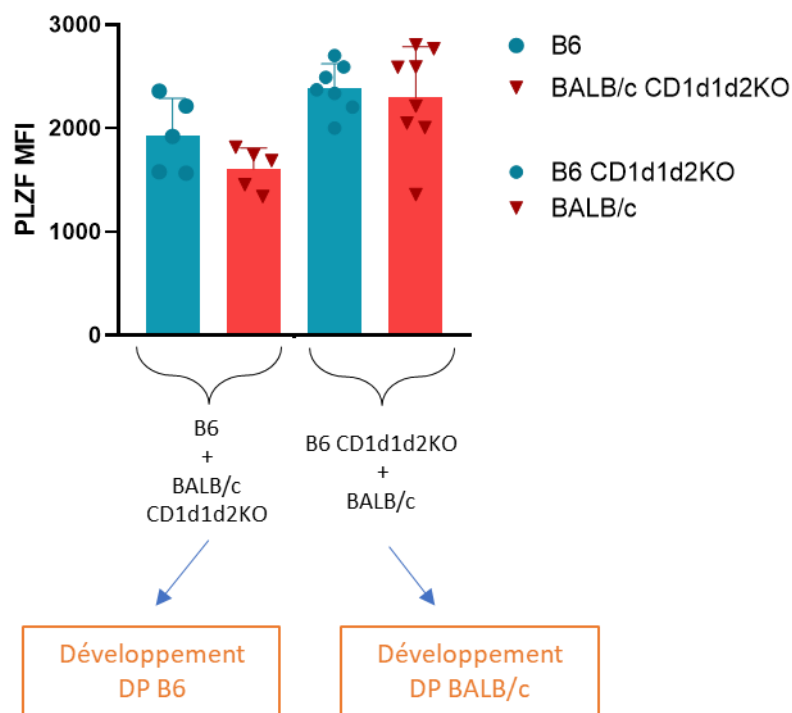 3000
2000
1000
0
PLZF MFI
B6
BALB/c CD1d1d2KO
B6 CD1d1d2KO
BALB/c
B6
+
BALB/c
CD1d1d2KO
B6 CD1d1d2KO
+
BALB/c
Développement
DP B6
Développement
DP BALB/c